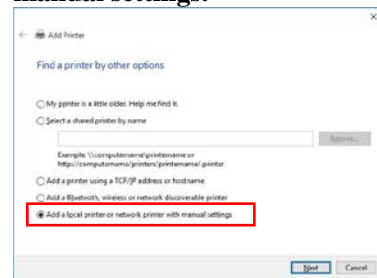 Add Printer
Find a printer by other options
My printer is a little older. Help me find it.
Select a shared printer by name
Browse...
Example: \\computername\printername or
http://computername/printers/printername/.printer
Add a printer using a TCP/IP address or hostname
Add a Bluetooth, wireless or network discoverable printer
Add a local printer or network printer with manual settings
Next Cancel